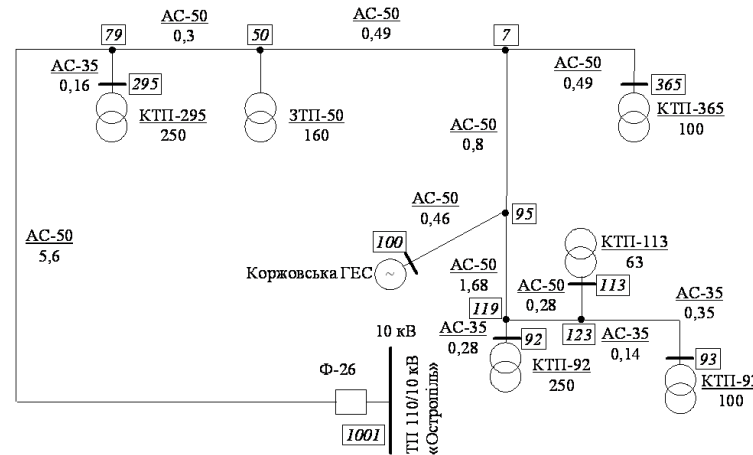 АС-50
0,3
АС-50
0,49
79
50
7
АС-35
0,16
295
КТП-295
250
ЗТП-50
160
АС-50
0,49
365
КТП-365
100
АС-50
0,8
АС-50
0,46
95
100
Коржовська ГЕС
~
АС-50
5,6
КТП-113
63
АС-50
1,68
АС-50
0,28
113
АС-35
0,35
119
АС-35
0,28
92
123
АС-35
0,14
93
КТП-92
250
КТП-93
100
10 кВ
Ф-26
1001
ТП 110/10 кВ
«Остропіль»